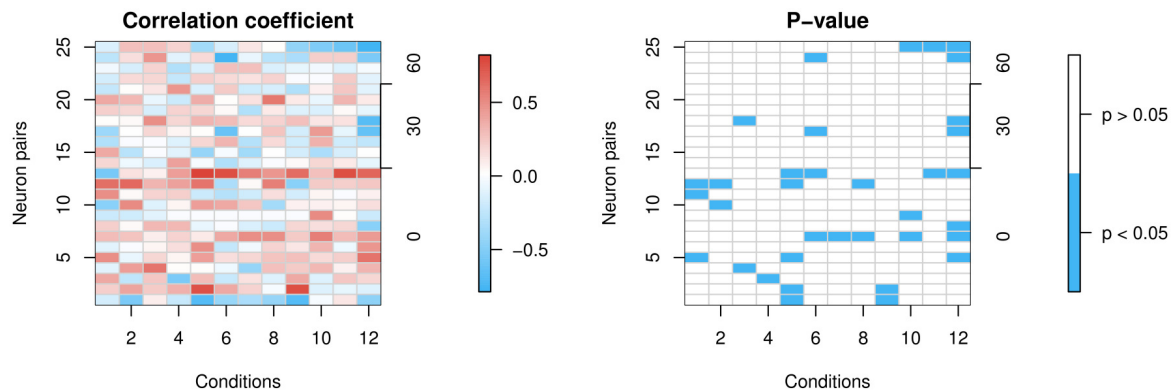 Correlation coefficient
25
20
15
10
5
Neuron pairs
60
30
0
2 4 6 8 10 12
Conditions
0.5
0.0
−0.5
P−value
25
20
15
10
5
Neuron pairs
60
30
0
2 4 6 8 10 12
Conditions
p > 0.05
p < 0.05